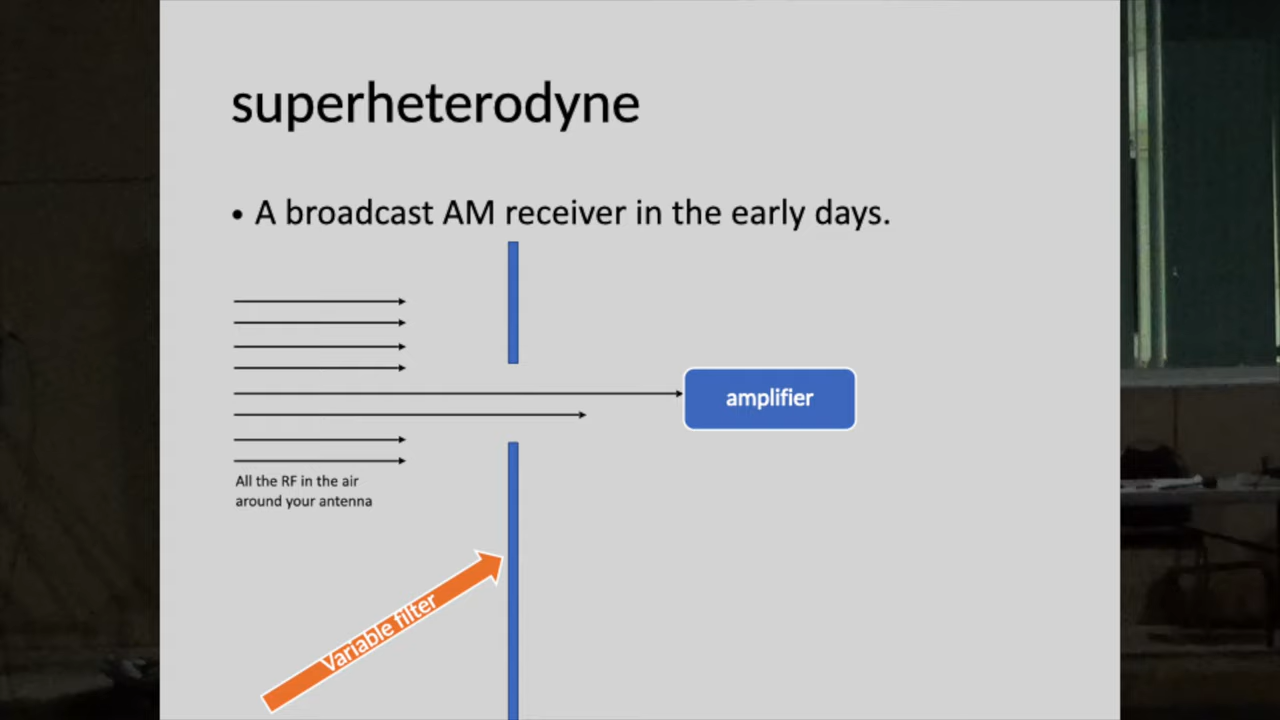 superheterodyne
• A broadcast AM receiver in the early days.
amplifier
All the RF in the air
around your antenna
Variable filter